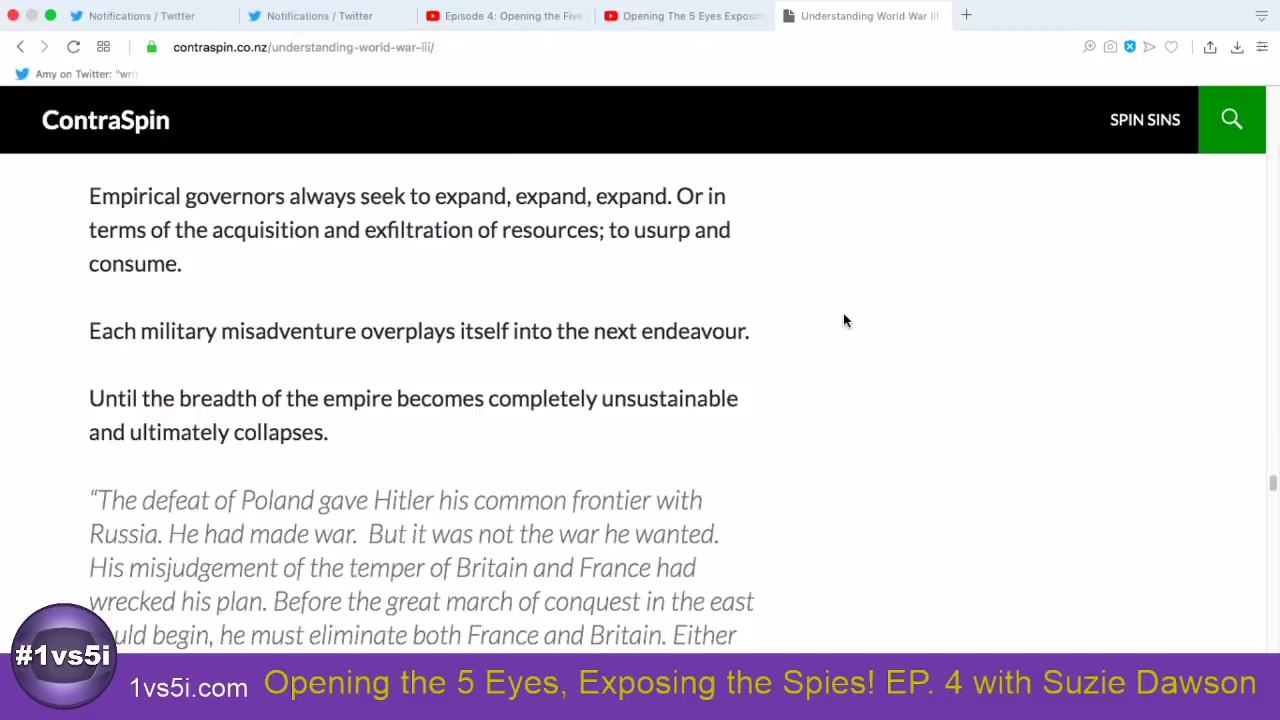 Notifications / Twitter
Notifications / Twitter
Episode 4: Opening the Five
Opening The 5 Eyes Exposin
Understanding World War III
contraspin.co.nz/understanding-world-war-iii/
Amy on Twitter: "writ
ContraSpin
SPIN SINS
Empirical governors always seek to expand, expand, expand. Or in
terms of the acquisition and exfiltration of resources; to usurp and
consume.
Each military misadventure overplays itself into the next endeavour.
Until the breadth of the empire becomes completely unsustainable
and ultimately collapses.
“The defeat of Poland gave Hitler his common frontier with
Russia. He had made war.  But it was not the war he wanted.
His misjudgement of the temper of Britain and France had
wrecked his plan. Before the great march of conquest in the east
begin, he must eliminate both France and Britain. Either
#1vs5i
1vs5i.com
Opening the 5 Eyes, Exposing the Spies! EP. 4 with Suzie Dawson